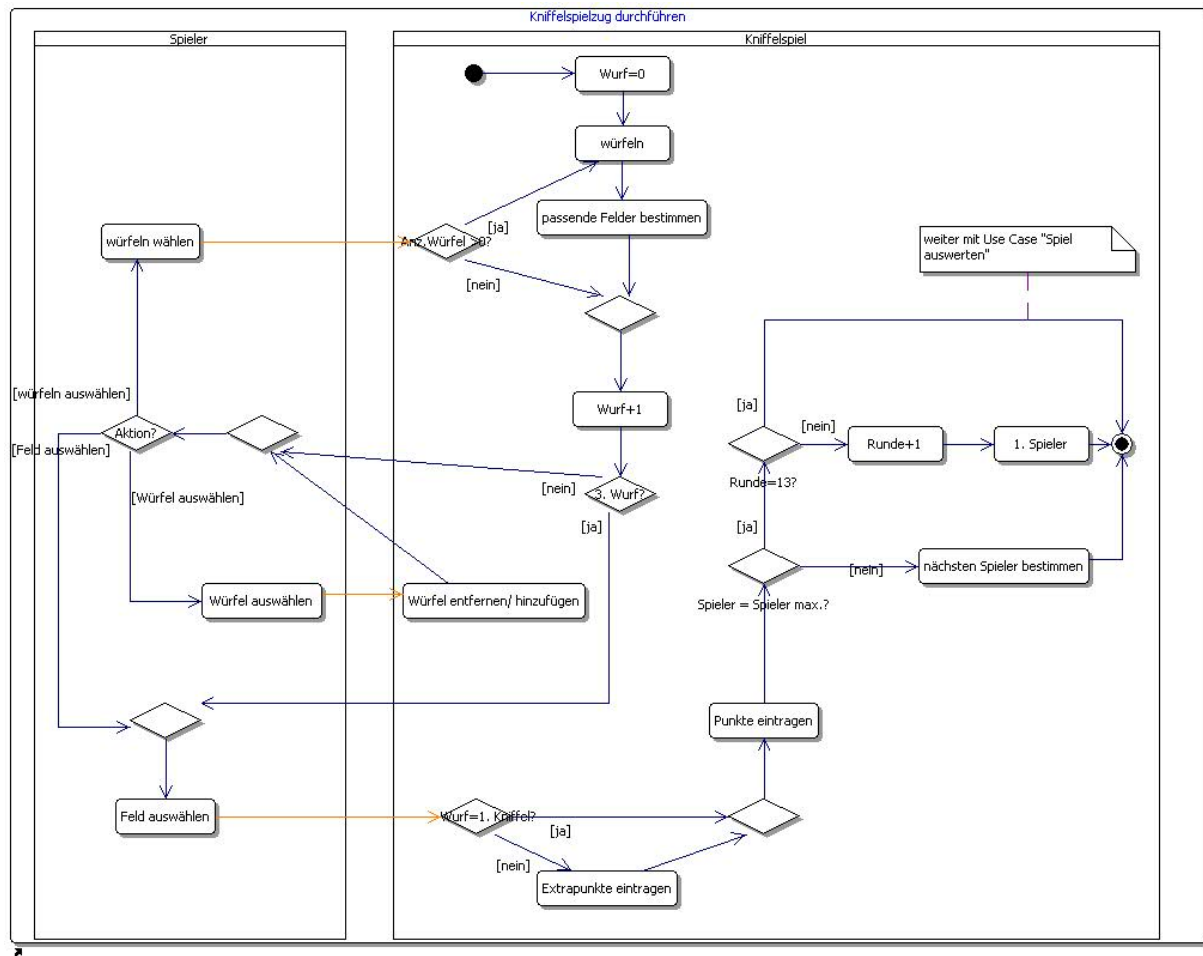 Kniffelspielzug durchführen
Spieler
Kniffelspiel
Wurf=0
würfeln
passende Felder bestimmen
würfeln wählen
Anz.Würfel >0?
[ja]
[nein]
weiter mit Use Case "Spiel
auswerten"
[würfeln auswählen]
Wurf+1
[ja]
[nein]
Aktion?
Runde+1
1. Spieler
[Feld auswählen]
Runde=13?
[Würfel auswählen]
[nein]
3. Wurf?
[ja]
[ja]
[nein]
nächsten Spieler bestimmen
Würfel auswählen
Würfel entfernen/ hinzufügen
Spieler = Spieler max.?
Punkte eintragen
Feld auswählen
Wurf=1. Kniffel?
[ja]
[nein]
Extrapunkte eintragen